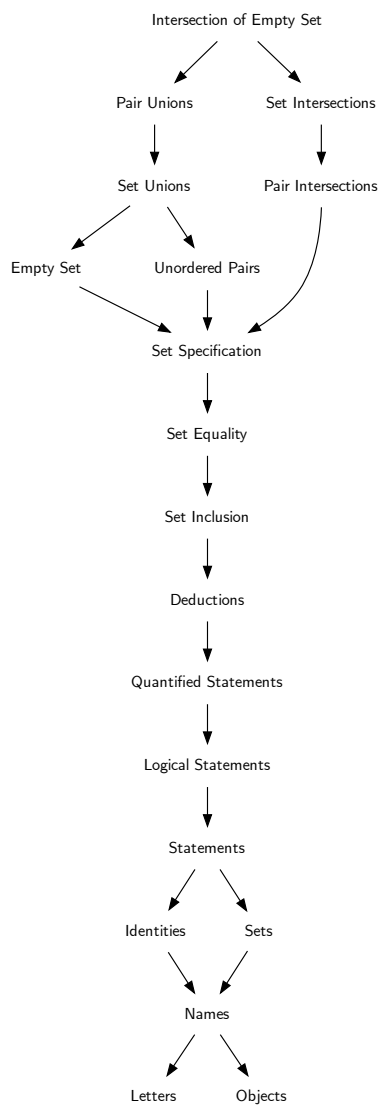 Intersection of Empty Set
Pair Unions
Set Intersections
Set Unions
Pair Intersections
Empty Set
Unordered Pairs
Set Specification
Set Equality
Set Inclusion
Deductions
Quantified Statements
Logical Statements
Statements
Identities
Sets
Names
Letters
Objects